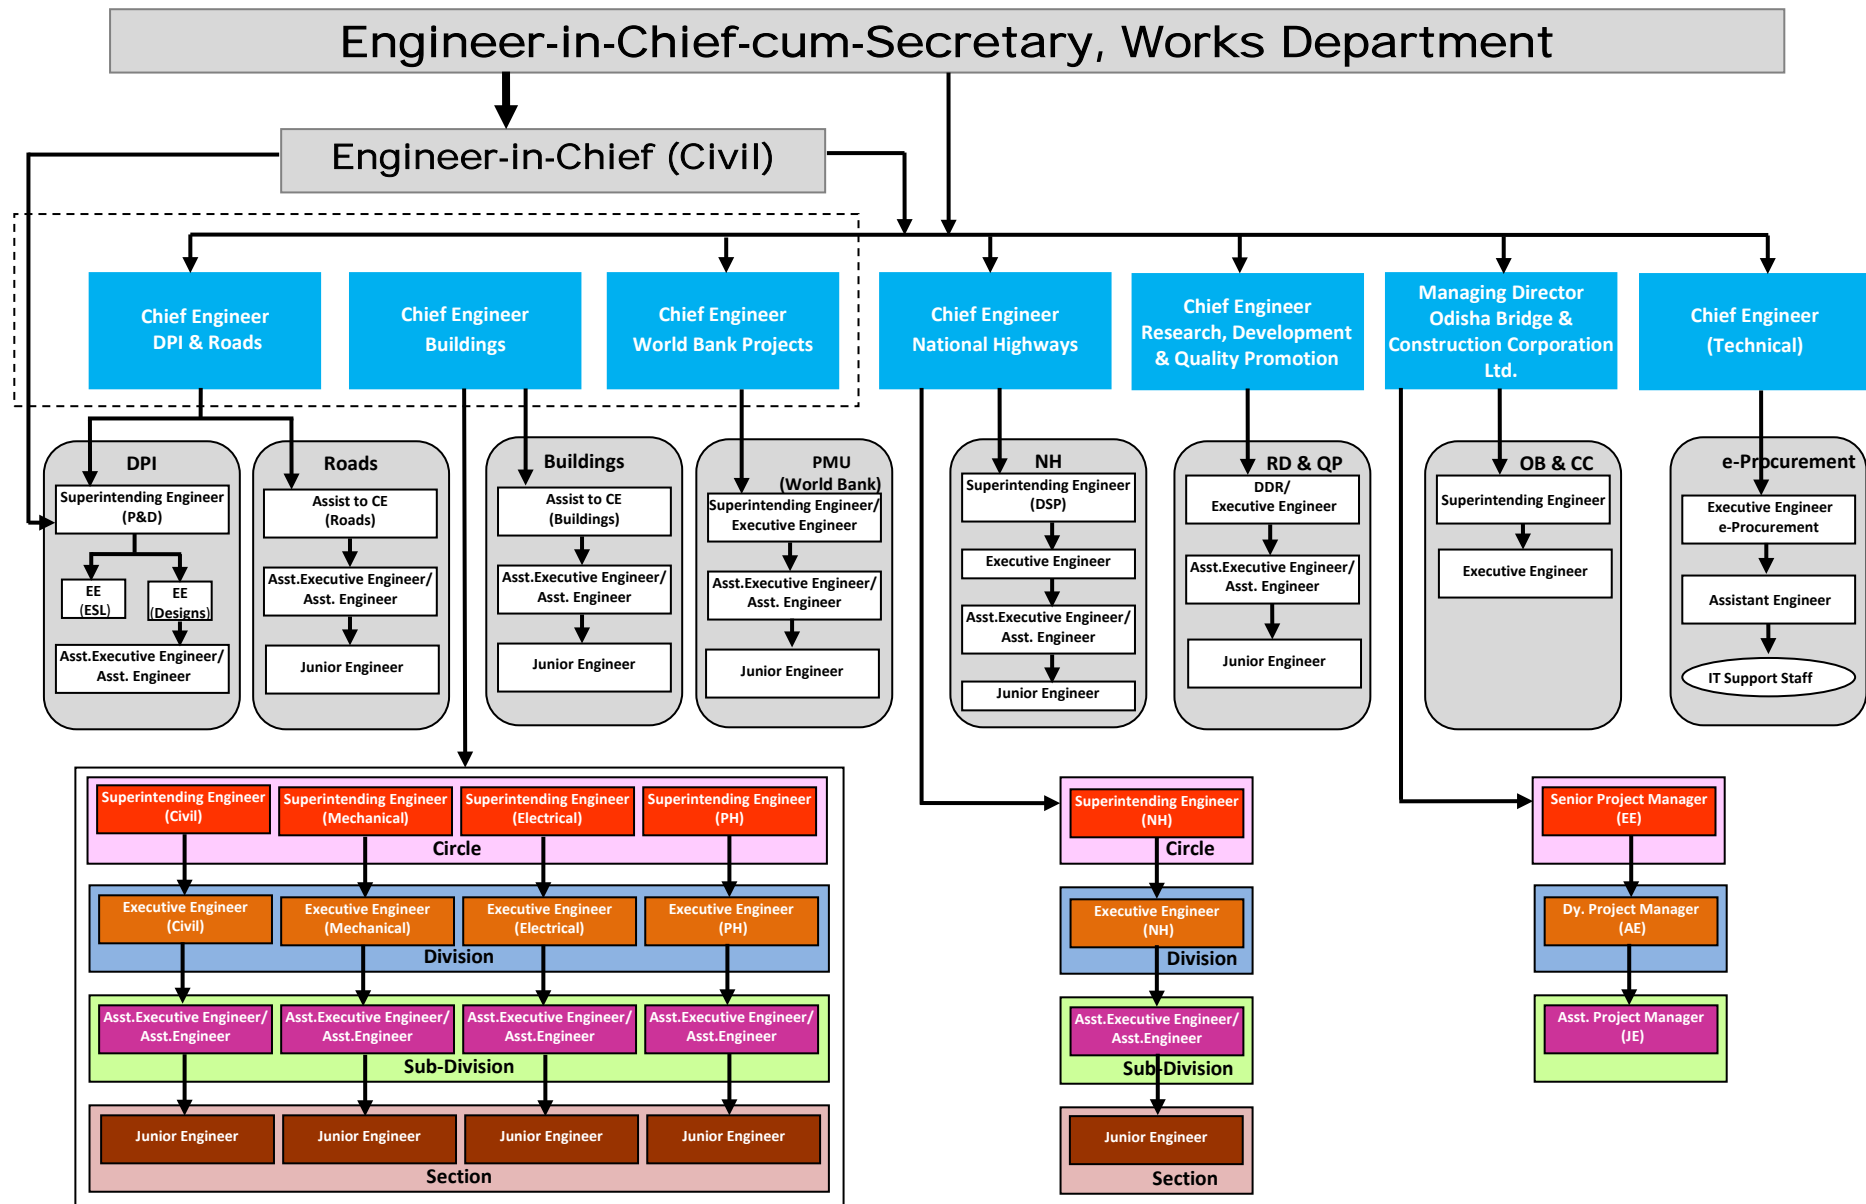 Engineer-in-Chief-cum-Secretary, Works Department
Engineer-in-Chief (Civil)
Chief Engineer
DPI & Roads
Chief Engineer
Buildings
Chief Engineer
World Bank Projects
Chief Engineer
National Highways
Chief Engineer
Research, Development
& Quality Promotion
Managing Director
Odisha Bridge &
Construction Corporation
Ltd.
Chief Engineer
(Technical)
DPI
Superintending Engineer
(P&D)
EE
(ESL)
EE
(Designs)
Asst.Executive Engineer/
Asst. Engineer
Roads
Assist to CE
(Roads)
Asst.Executive Engineer/
Asst. Engineer
Junior Engineer
Buildings
Assist to CE
(Buildings)
Asst.Executive Engineer/
Asst. Engineer
Junior Engineer
PMU
(World Bank)
Superintending Engineer/
Executive Engineer
Asst.Executive Engineer/
Asst. Engineer
Junior Engineer
NH
Superintending Engineer
(DSP)
Executive Engineer
Asst.Executive Engineer/
Asst. Engineer
Junior Engineer
RD & QP
DDR/
Executive Engineer
Asst.Executive Engineer/
Asst. Engineer
Junior Engineer
OB & CC
Superintending Engineer
Executive Engineer
e-Procurement
Executive Engineer
e-Procurement
Assistant Engineer
IT Support Staff
Superintending Engineer
(Civil)
Superintending Engineer
(Mechanical)
Superintending Engineer
(Electrical)
Superintending Engineer
(PH)
Circle
Executive Engineer
(Civil)
Executive Engineer
(Mechanical)
Executive Engineer
(Electrical)
Executive Engineer
(PH)
Division
Asst.Executive Engineer/
Asst.Engineer
Asst.Executive Engineer/
Asst.Engineer
Asst.Executive Engineer/
Asst.Engineer
Asst.Executive Engineer/
Asst.Engineer
Sub-Division
Junior Engineer
Junior Engineer
Junior Engineer
Junior Engineer
Section
Superintending Engineer
(NH)
Circle
Executive Engineer
(NH)
Division
Asst.Executive Engineer/
Asst.Engineer
Sub-Division
Junior Engineer
Section
Senior Project Manager
(EE)
Dy. Project Manager
(AE)
Asst. Project Manager
(JE)